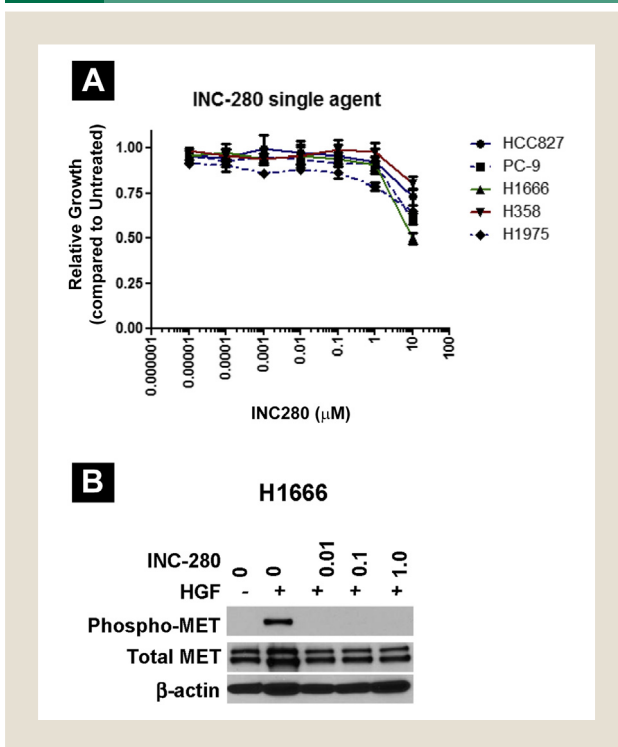 A
INC-280 single agent
Relative Growth
(compared to Untreated)
1.00
0.75
0.50
0.25
0.00
0.000001
0.00001
0.0001
0.001
0.01
0.1
1
10
100
INC280 (μM)
HCC827
PC-9
H1666
H358
H1975
B
H1666
INC-280 0 0 0.01 0.1 1.0
HGF - + + + +
Phospho-MET
Total MET
β-actin